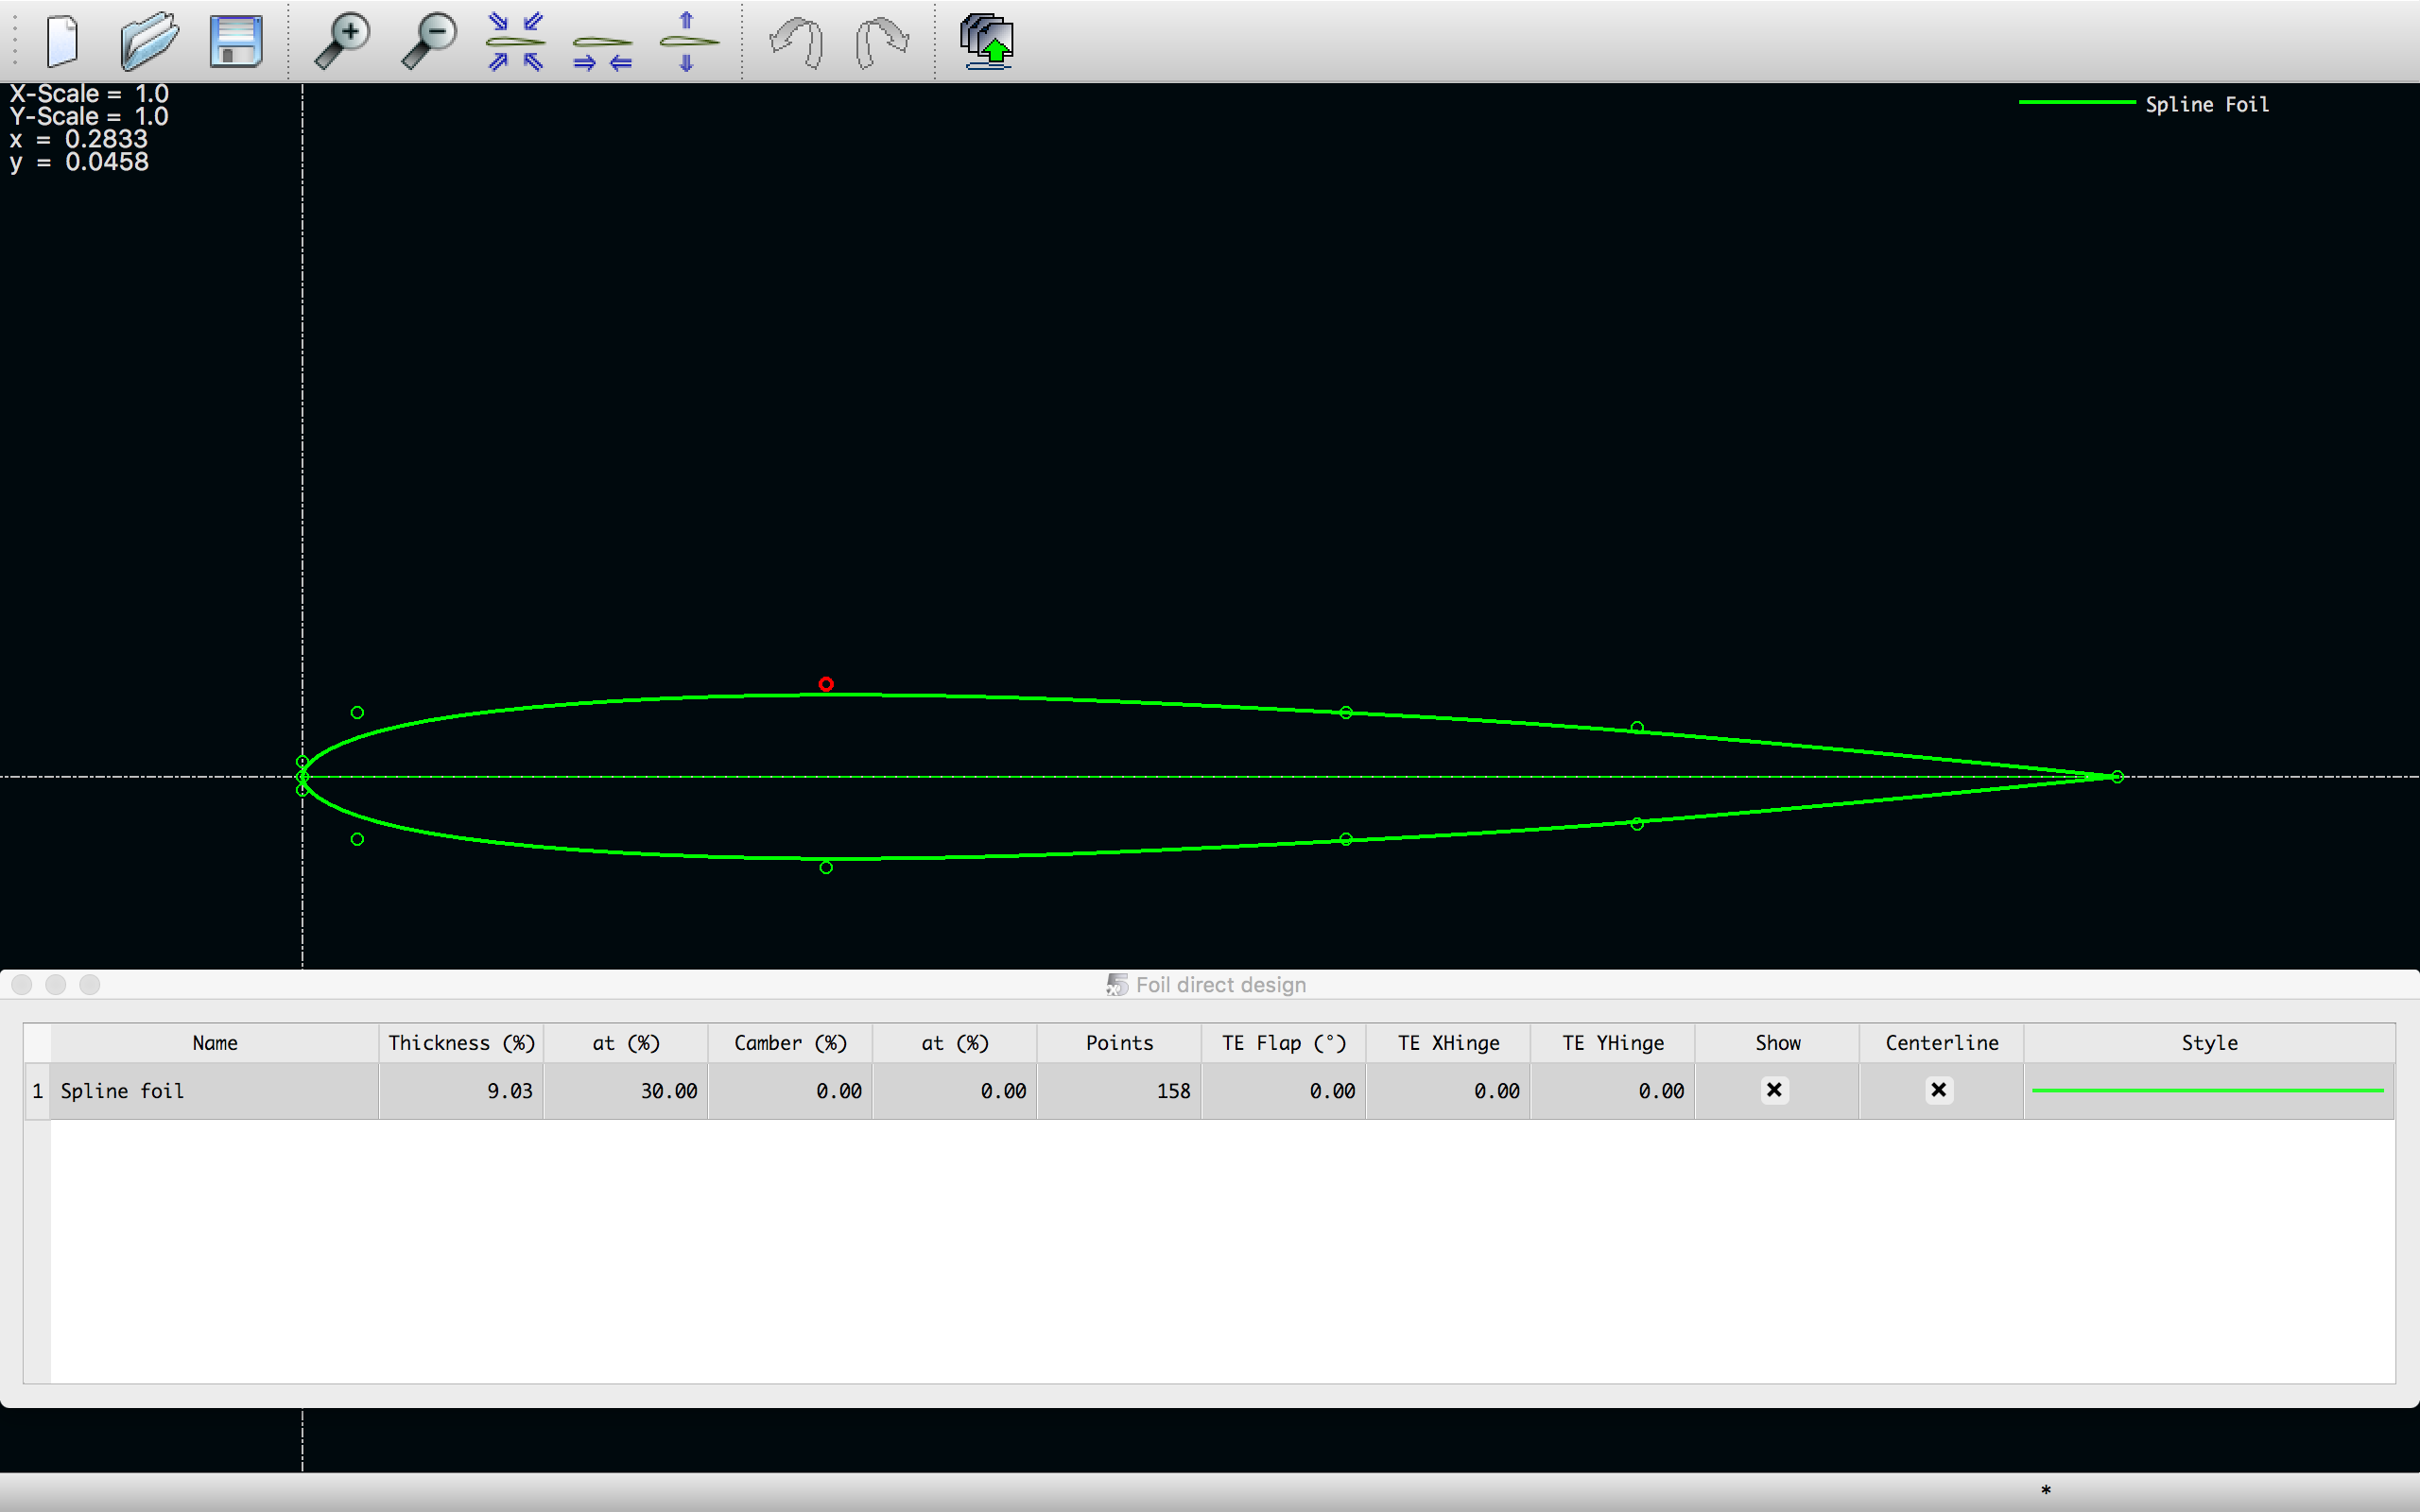 X-Scale = 1.0
Y-Scale = 1.0
x = 0.2833
y = 0.0458
Spline Foil
Foil direct design
Name Thickness (%) at (%) Camber (%) at (%) Points TE Flap (°) TE XHinge TE YHinge Show Centerline Style
1 Spline foil 9.03 30.00 0.00 0.00 158 0.00 0.00 0.00
*